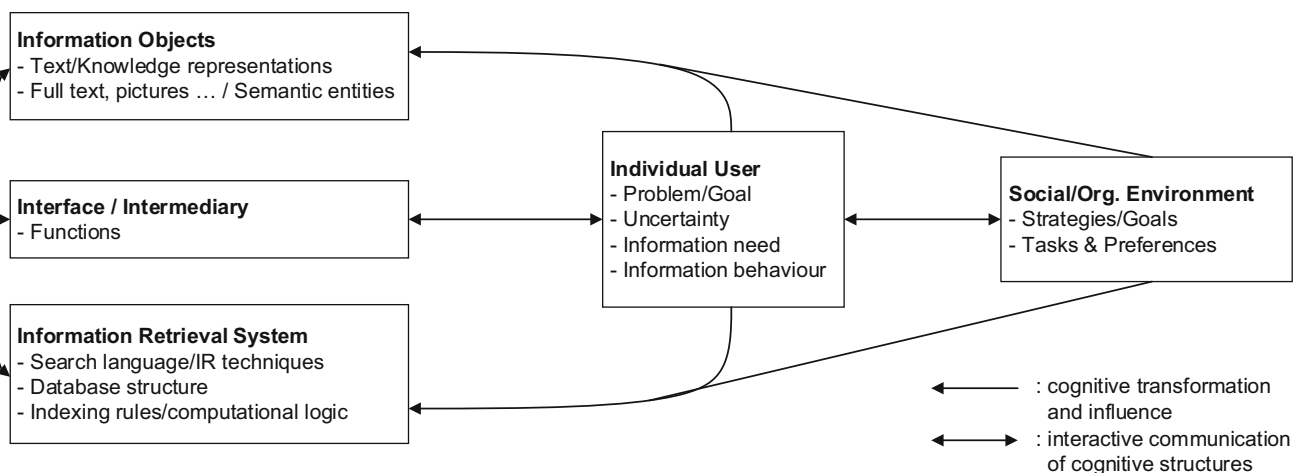 Information Objects
- Text/Knowledge representations
- Full text, pictures … / Semantic entities
Interface / Intermediary
- Functions
Information Retrieval System
- Search language/IR techniques
- Database structure
- Indexing rules/computational logic
Individual User
- Problem/Goal
- Uncertainty
- Information need
- Information behaviour
Social/Org. Environment
- Strategies/Goals
- Tasks & Preferences
: cognitive transformation
and influence
: interactive communication
of cognitive structures